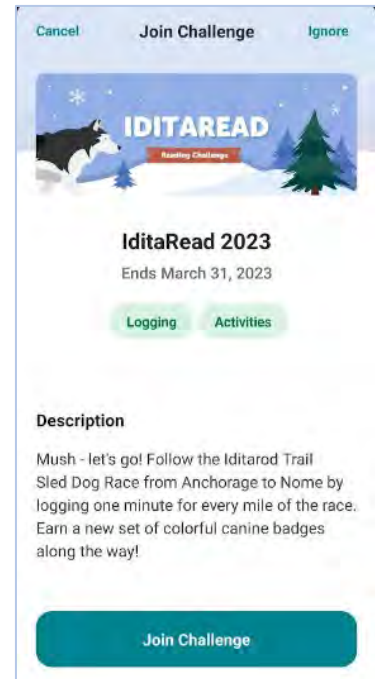 Cancel Join Challenge Ignore
IDITAREAD
Reading Challenge
IditaRead 2023
Ends March 31, 2023
Logging Activities
Description
Mush - let's go! Follow the Iditarod Trail
Sled Dog Race from Anchorage to Nome by
logging one minute for every mile of the race.
Earn a new set of colorful canine badges
along the way!
Join Challenge